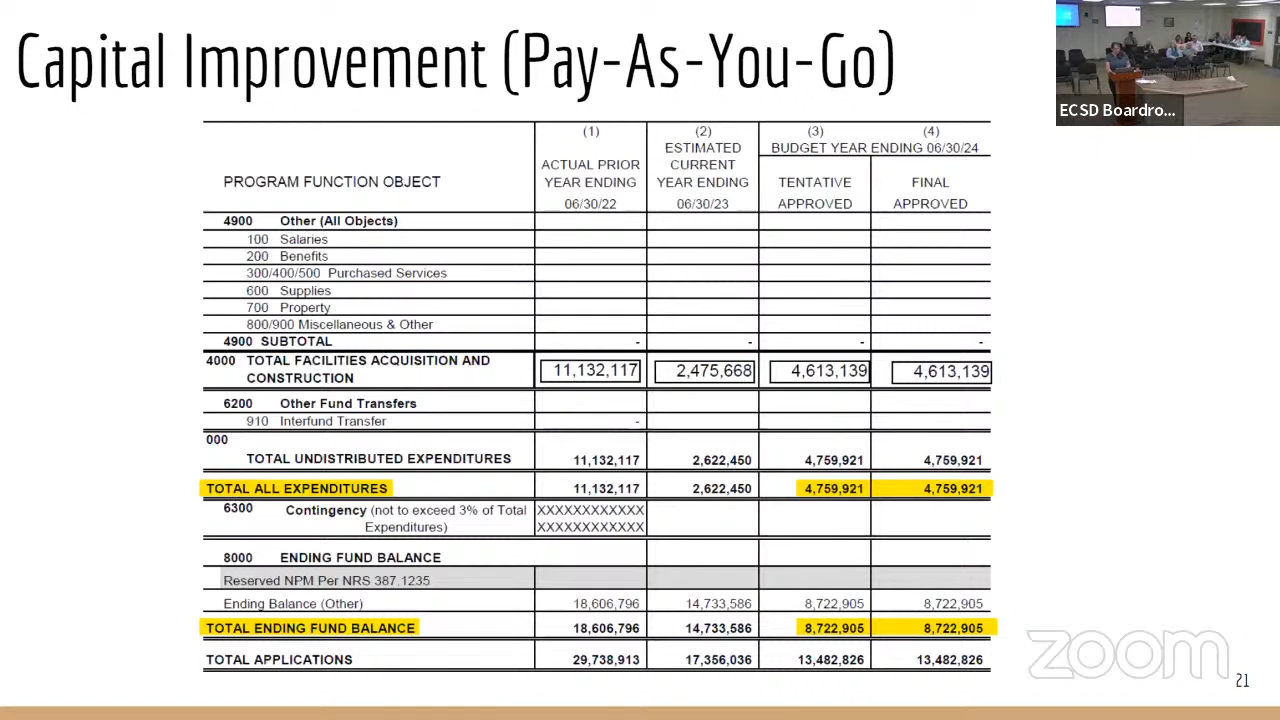 Capital Improvement (Pay-As-You-Go)
ECSD Boardro...
(1) (2) (3) (4)
ESTIMATED BUDGET YEAR ENDING 06/30/24
ACTUAL PRIOR CURRENT
PROGRAM FUNCTION OBJECT YEAR ENDING YEAR ENDING TENTATIVE FINAL
06/30/22 06/30/23 APPROVED APPROVED
4900 Other (All Objects)
100 Salaries
200 Benefits
300/400/500 Purchased Services
600 Supplies
700 Property
800/900 Miscellaneous & Other
4900 SUBTOTAL - - - -
4000 TOTAL FACILITIES ACQUISITION AND
CONSTRUCTION 11,132,117 2,475,668 4,613,139 4,613,139
6200 Other Fund Transfers
910 Interfund Transfer -
000
TOTAL UNDISTRIBUTED EXPENDITURES 11,132,117 2,622,450 4,759,921 4,759,921
TOTAL ALL EXPENDITURES 11,132,117 2,622,450 4,759,921 4,759,921
6300 Contingency (not to exceed 3% of Total XXXXXXXXXXXX
Expenditures) XXXXXXXXXXXX
8000 ENDING FUND BALANCE
Reserved NPM Per NRS 387.1235
Ending Balance (Other) 18,606,796 14,733,586 8,722,905 8,722,905
TOTAL ENDING FUND BALANCE 18,606,796 14,733,586 8,722,905 8,722,905
TOTAL APPLICATIONS 29,738,913 17,356,036 13,482,826 13,482,826
zoom
21